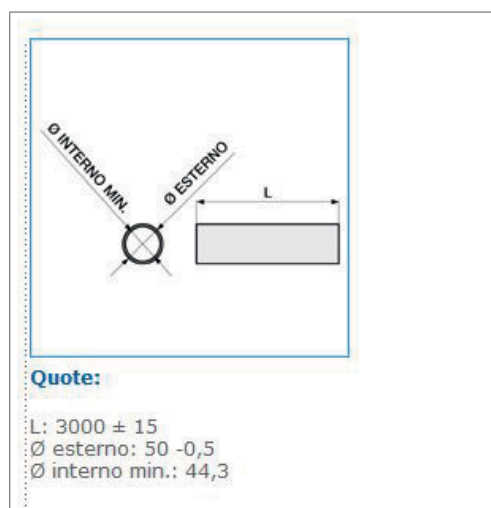 Ø INTERNO MIN.
Ø ESTERNO
L
Quote:
L: 3000 ± 15
Ø esterno: 50 -0,5
Ø interno min.: 44,3